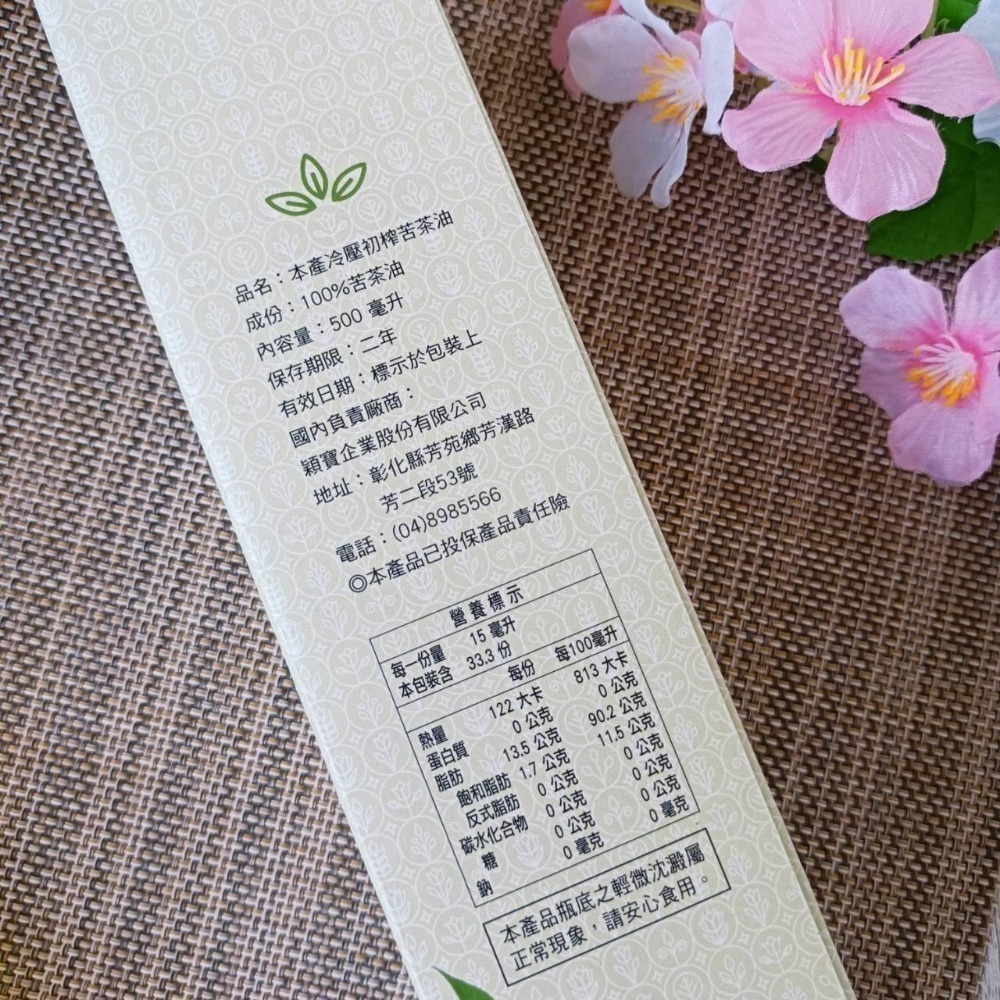 品名：本產冷壓初榨苦茶油
成份：100%苦茶油
內容量：500 毫升
保存期限：二年
有效日期：標示於包裝上
國內負責廠商：
穎寶企業股份有限公司
地址：彰化縣芳苑鄉芳漢路
芳二段53號
電話：(04)8985566
◎本產品已投保產品責任險
營養標示
每一份量 15 毫升
本包裝含 33.3 份
每份 每100毫升
熱量 122 大卡 813 大卡
蛋白質 0 公克 0 公克
脂肪 13.5 公克 90.2 公克
飽和脂肪 1.7 公克 11.5 公克
反式脂肪 0 公克 0 公克
碳水化合物 0 公克 0 公克
糖 0 公克 0 公克
鈉 0 毫克 0 毫克
本產品瓶底之輕微沈澱屬
正常現象，請安心食用。